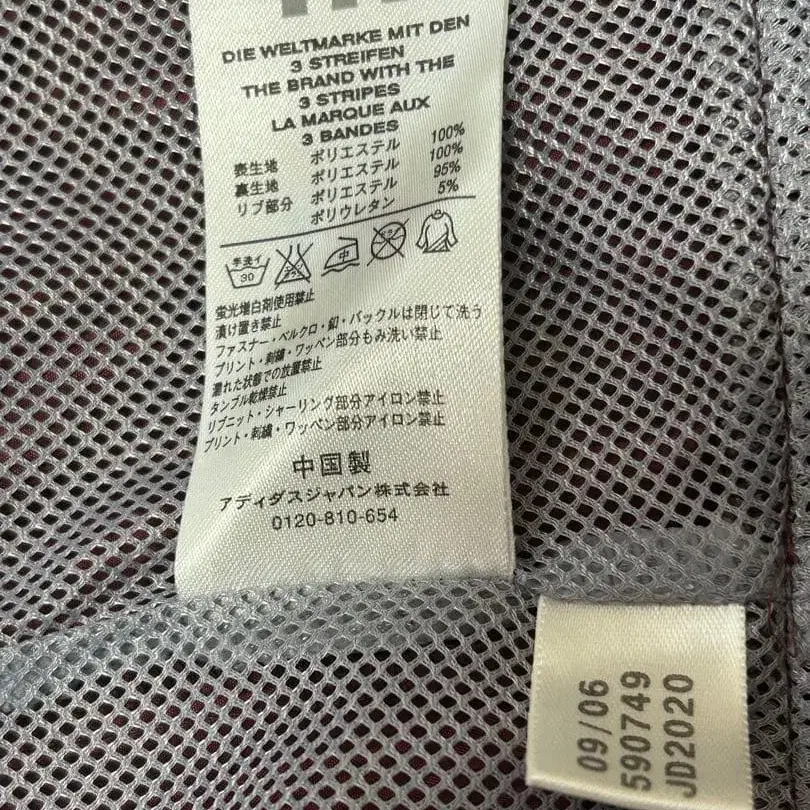 DIE WELTMARKE MIT DEN
3 STREIFEN
THE BRAND WITH THE
3 STRIPES
LA MARQUE AUX
3 BANDES
表生地 ポリエステル 100%
裏生地 ポリエステル 100%
リブ部分 ポリエステル 95%
ポリウレタン 5%
手洗イ
30
中
蛍光増白剤使用禁止
漬け置き禁止
ファスナー・ベルクロ・釦・バックルは閉じて洗う
プリント・刺繍・ワッペン部分もみ洗い禁止
濡れた状態での放置禁止
タンブル乾燥禁止
リブニット・シャーリング部分アイロン禁止
プリント・刺繍・ワッペン部分アイロン禁止
中国製
アディダスジャパン株式会社
0120-810-654
09/06
590749
JD2020